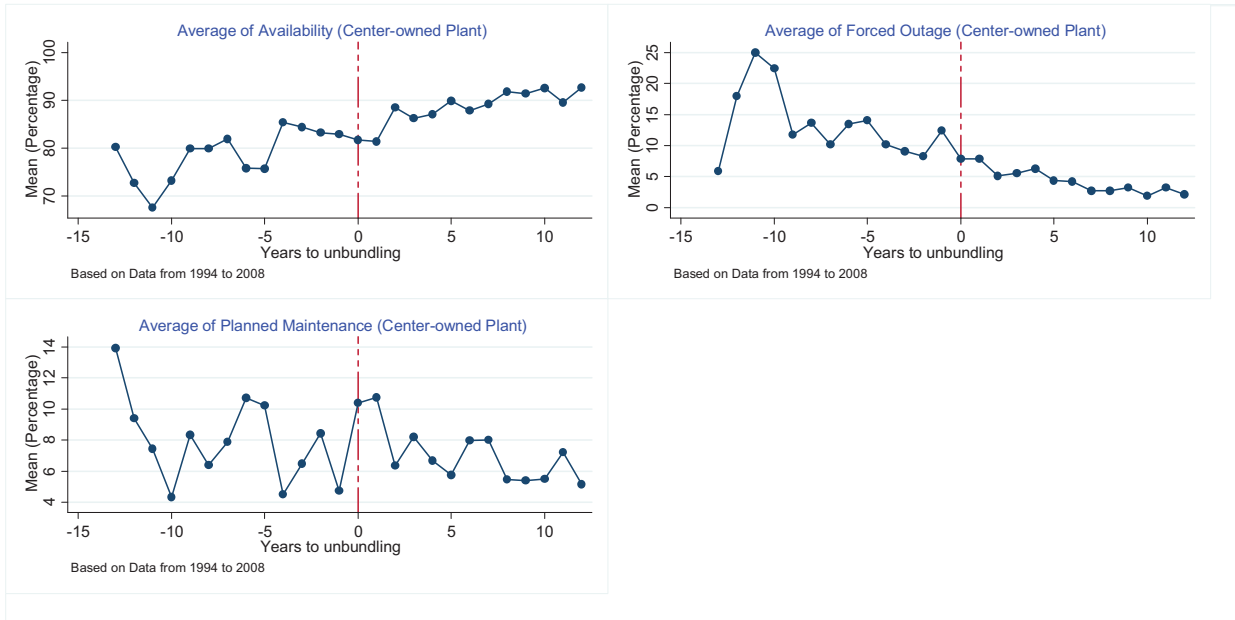 Average of Availability (Center-owned Plant)
Mean (Percentage)
100
90
80
70
-15 -10 -5 0 5 10
Years to unbundling
Based on Data from 1994 to 2008
Average of Forced Outage (Center-owned Plant)
Mean (Percentage)
25
20
15
10
5
0
-15 -10 -5 0 5 10
Years to unbundling
Based on Data from 1994 to 2008
Average of Planned Maintenance (Center-owned Plant)
Mean (Percentage)
14
12
10
8
6
4
-15 -10 -5 0 5 10
Years to unbundling
Based on Data from 1994 to 2008